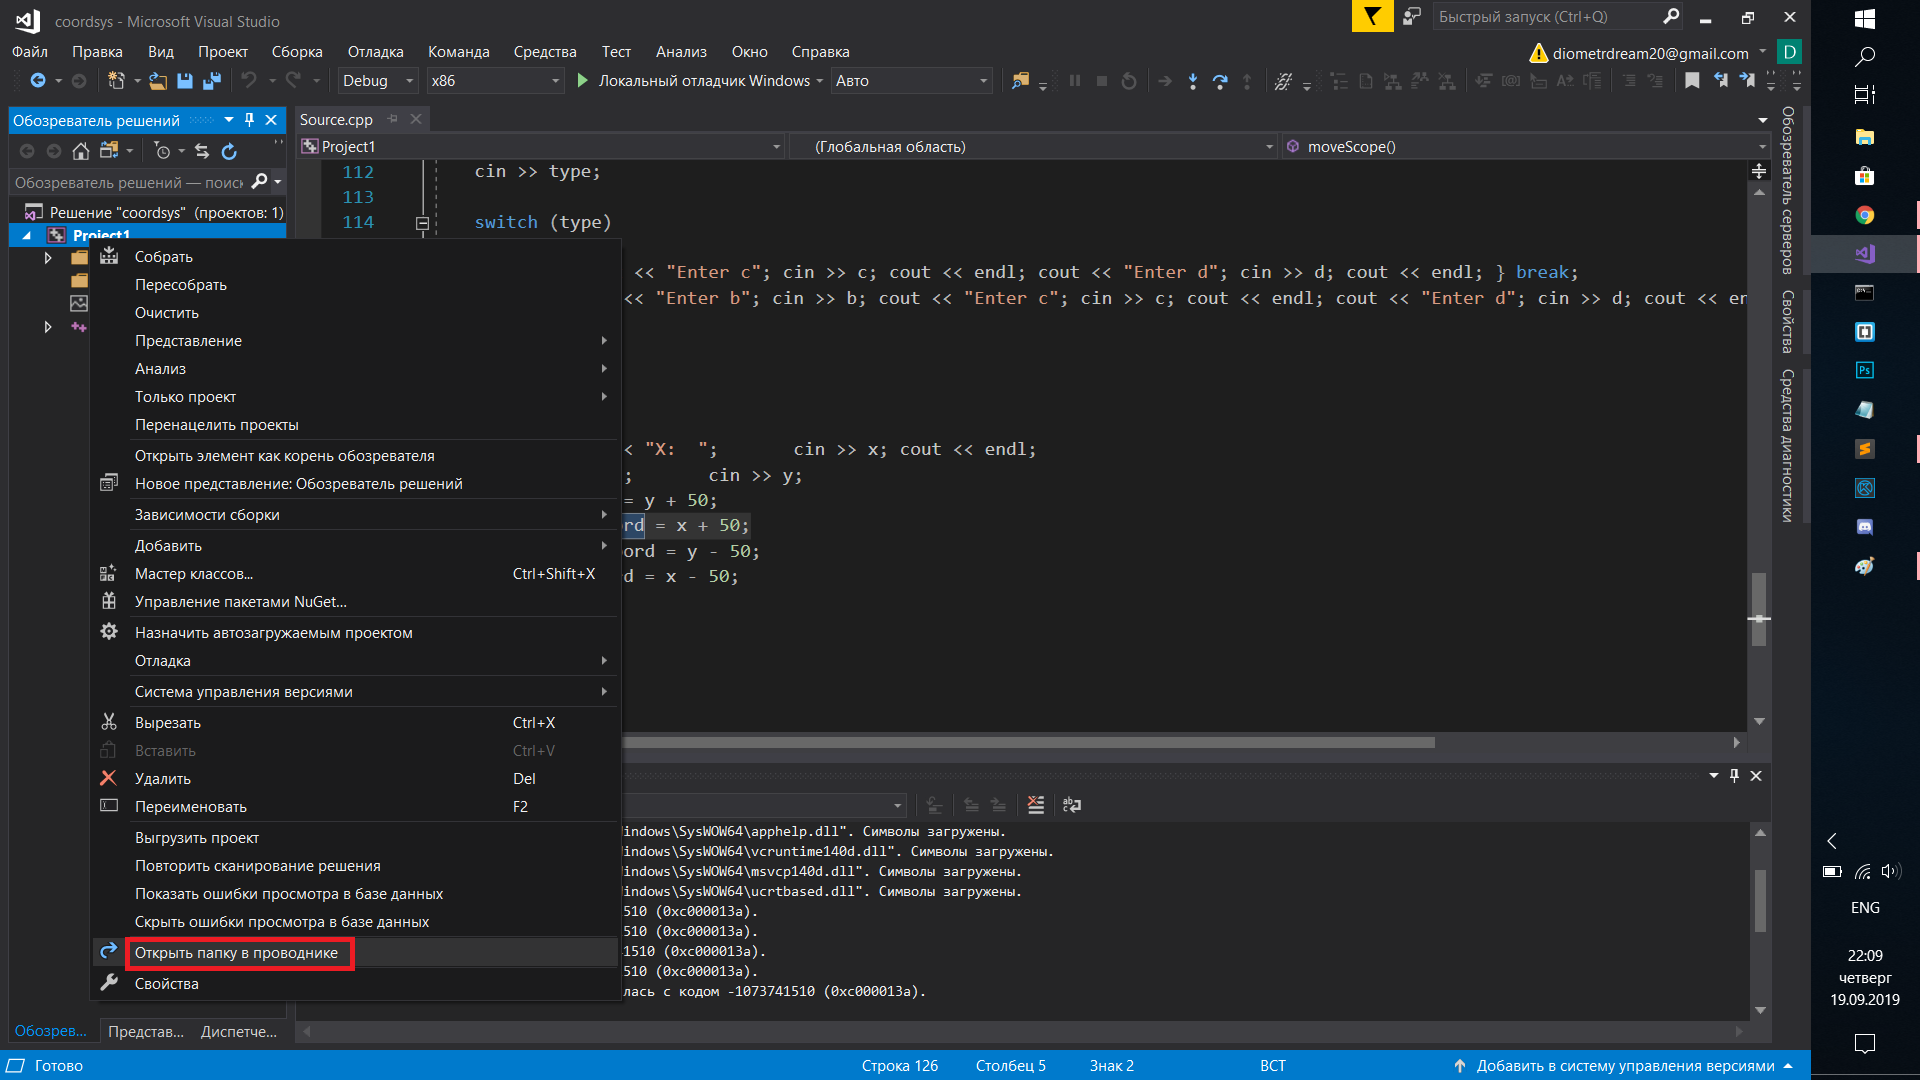 coordsys - Microsoft Visual Studio
Быстрый запуск (Ctrl+Q)
Файл Правка Вид Проект Сборка Отладка Команда Средства Тест Анализ Окно Справка
diometrdream20@gmail.com D
Debug x86 Локальный отладчик Windows Авто
Обозреватель решений
Обозреватель решений — поиск
Решение "coordsys" (проектов: 1)
Project1
Source.cpp
Project1 (Глобальная область) moveScope()
112 cin >> type;
113
114 switch (type)
<< "Enter c"; cin >> c; cout << endl; cout << "Enter d"; cin >> d; cout << endl; } break;
<< "Enter b"; cin >> b; cout << "Enter c"; cin >> c; cout << endl; cout << "Enter d"; cin >> d; cout << en
< "X:  "; cin >> x; cout << endl;
; cin >> y;
= y + 50;
ord = x + 50;
ord = y - 50;
d = x - 50;
Собрать
Пересобрать
Очистить
Представление
Анализ
Только проект
Перенацелить проекты
Открыть элемент как корень обозревателя
Новое представление: Обозреватель решений
Зависимости сборки
Добавить
Мастер классов... Ctrl+Shift+X
Управление пакетами NuGet...
Назначить автозагружаемым проектом
Отладка
Система управления версиями
Вырезать Ctrl+X
Вставить Ctrl+V
Удалить Del
Переименовать F2
Выгрузить проект
Повторить сканирование решения
Показать ошибки просмотра в базе данных
Скрыть ошибки просмотра в базе данных
Открыть папку в проводнике
Свойства
indows\SysWOW64\apphelp.dll". Символы загружены.
indows\SysWOW64\vcruntime140d.dll". Символы загружены.
indows\SysWOW64\msvcp140d.dll". Символы загружены.
indows\SysWOW64\ucrtbased.dll". Символы загружены.
510 (0xc000013a).
510 (0xc000013a).
1510 (0xc000013a).
510 (0xc000013a).
лась с кодом -1073741510 (0xc000013a).
Обозрев... Представ... Диспетче...
Готово Строка 126 Столбец 5 Знак 2 ВСТ Добавить в систему управления версиями
Обозреватель серверов
Свойства
Средства диагностики
Ps
ENG
22:09
четверг
19.09.2019